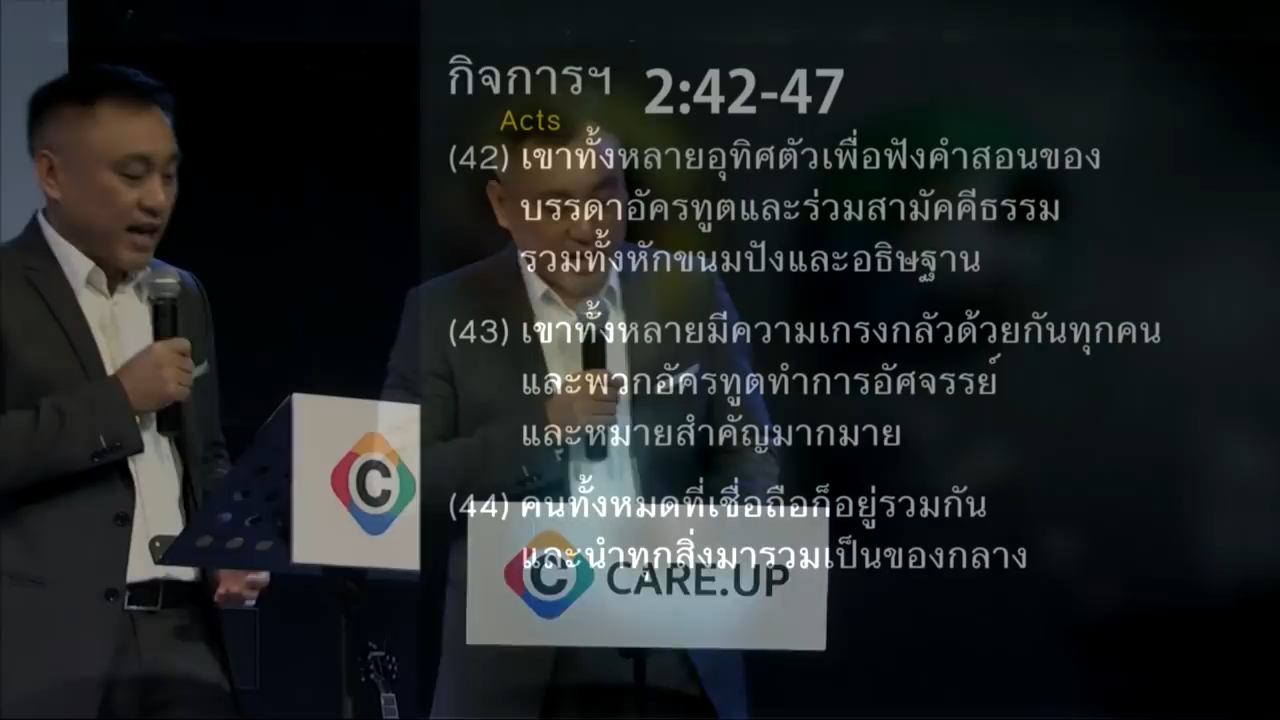 กิจการฯ 2:42-47
Acts
(42) เขาทั้งหลายอุทิศตัวเพื่อฟังคำสอนของ
บรรดาอัครทูตและร่วมสามัคคีธรรม
รวมทั้งหักขนมปังและอธิษฐาน
(43) เขาทั้งหลายมีความเกรงกลัวด้วยกันทุกคน
และพวกอัครทูตทำการอัศจรรย์
และหมายสำคัญมากมาย
(44) คนทั้งหมดที่เชื่อถือก็อยู่รวมกัน
และนำทุกสิ่งมารวมเป็นของกลาง
C
C CARE.UP